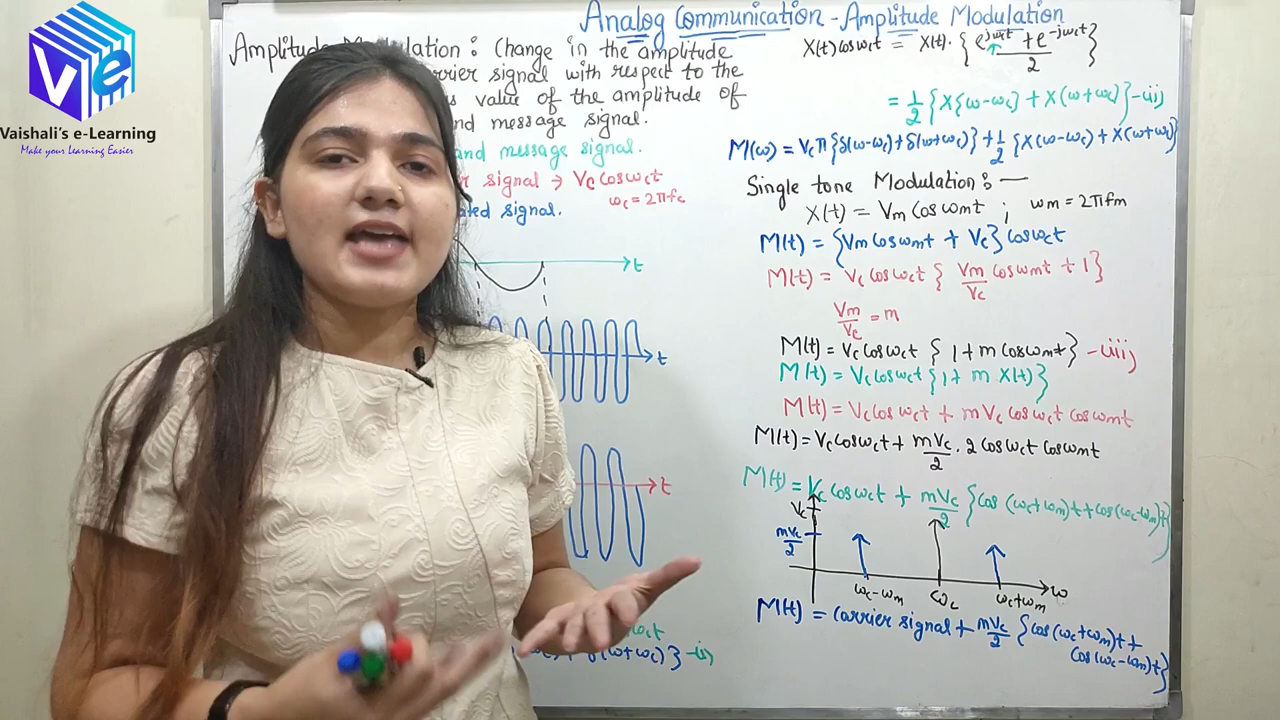 Analog Communication - Amplitude Modulation
Vaishali's e-Learning
Make your Learning Easier
Amplitude Modulation : Change in the amplitude
carrier signal with respect to the
value of the amplitude of
message signal.
message signal.
signal → Vc cos ωct
ωc = 2πfc
signal.
t
t
t
X(t) cos ωct = X(t) · { e^jωct + e^-jωct / 2 }
= 1/2 { X{ω-ωc} + X(ω+ωc) } -(ii)
M(ω) = Vc π {δ(ω-ωc) + δ(ω+ωc)} + 1/2 {X(ω-ωc) + X(ω+ωc)}
Single tone Modulation : —
X(t) = Vm cos ωmt ; ωm = 2πfm
M(t) = {Vm cos ωmt + Vc} cos ωct
M(t) = Vc cos ωct { Vm/Vc cos ωmt + 1 }
Vm/Vc = m
M(t) = Vc cos ωct { 1 + m cos ωmt } -(iii)
M(t) = Vc cos ωct { 1 + m X(t) }
M(t) = Vc cos ωct + m Vc cos ωct cos ωmt
M(t) = Vc cos ωct + mVc/2 · 2 cos ωct cos ωmt
M(t) = Vc cos ωct + mVc/2 { cos (ωc+ωm)t + cos (ωc-ωm)t }
Vc
mVc/2
ωc-ωm ωc ωc+ωm ω
M(t) = carrier signal + mVc/2 { cos (ωc+ωm)t +
cos (ωc-ωm)t }
(ω+ωc) } -(i)